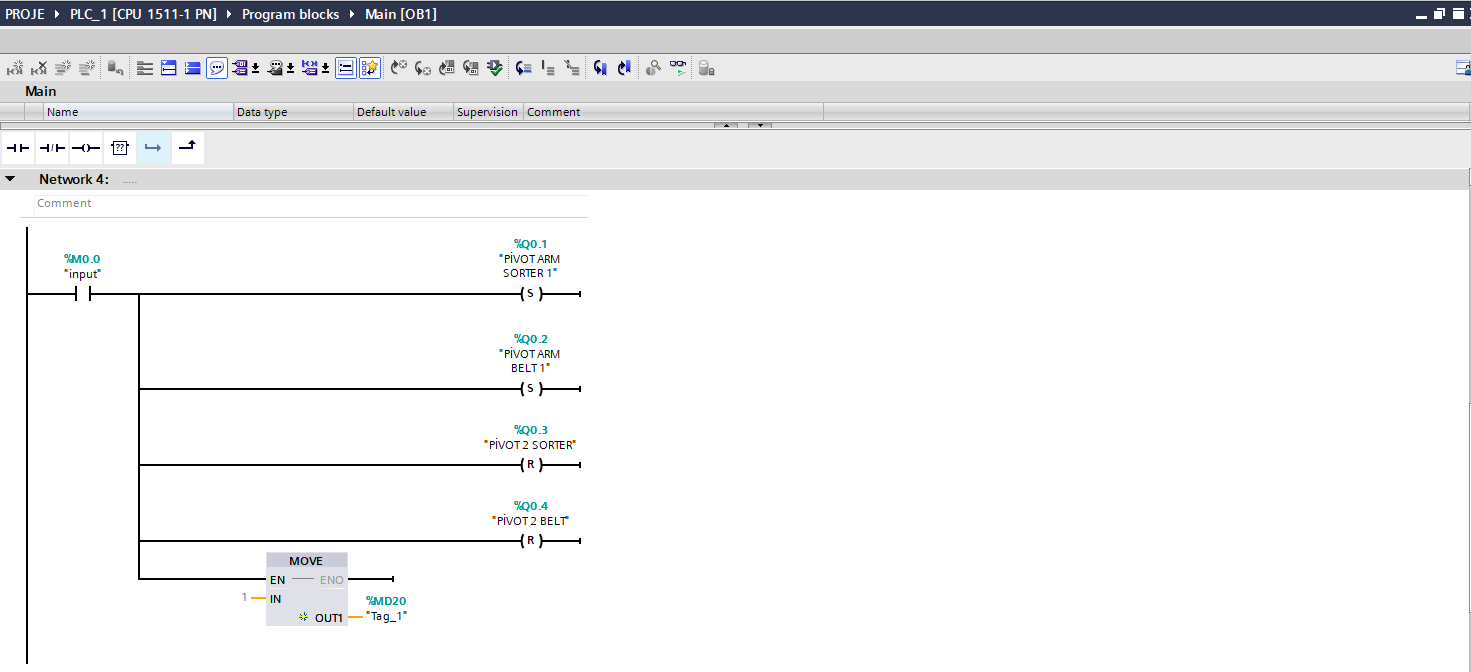 PROJE ▸ PLC_1 [CPU 1511-1 PN] ▸ Program blocks ▸ Main [OB1]
Main
Name Data type Default value Supervision Comment
??
Network 4: .....
Comment
%M0.0
"input"
%Q0.1
"PİVOT ARM
SORTER 1"
S
%Q0.2
"PİVOT ARM
BELT 1"
S
%Q0.3
"PİVOT 2 SORTER"
R
%Q0.4
"PİVOT 2 BELT"
R
MOVE
EN ENO
1 IN
%MD20
OUT1 "Tag_1"